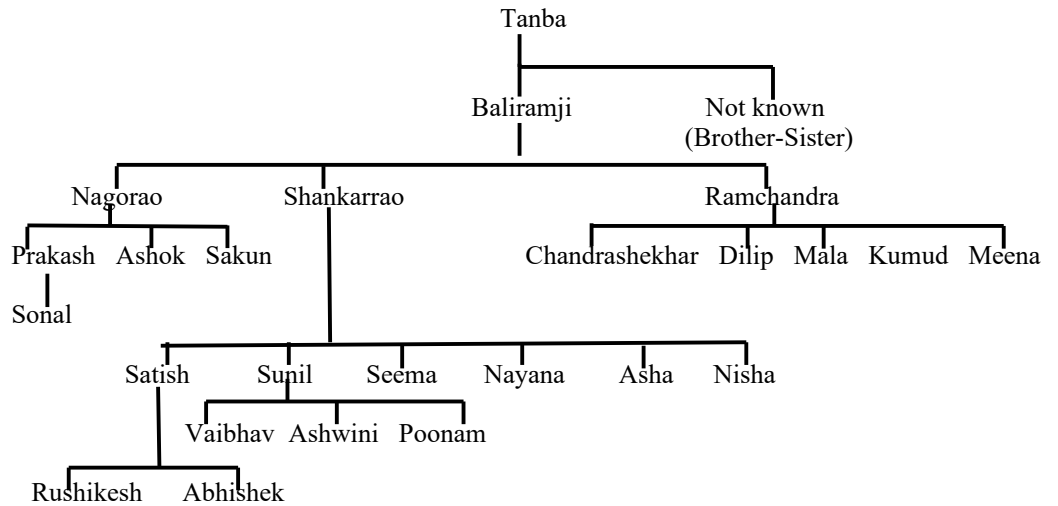 Tanba
Baliramji Not known
(Brother-Sister)
Nagorao Shankarrao Ramchandra
Prakash Ashok Sakun Chandrashekhar Dilip Mala Kumud Meena
Sonal
Satish Sunil Seema Nayana Asha Nisha
Vaibhav Ashwini Poonam
Rushikesh Abhishek